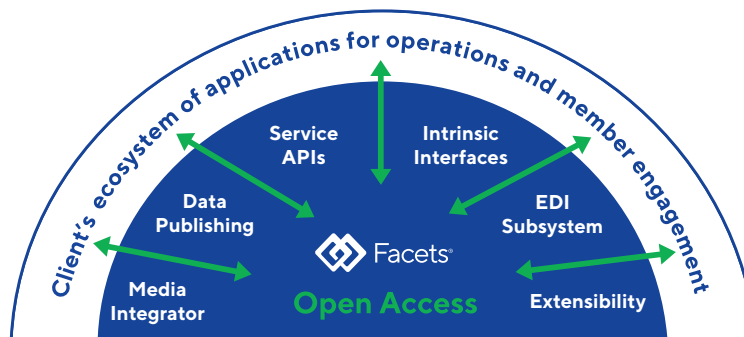 Client's ecosystem of applications for operations and member engagement
Service
APIs
Intrinsic
Interfaces
Data
Publishing
EDI
Subsystem
Facets®
Media
Integrator
Open Access
Extensibility